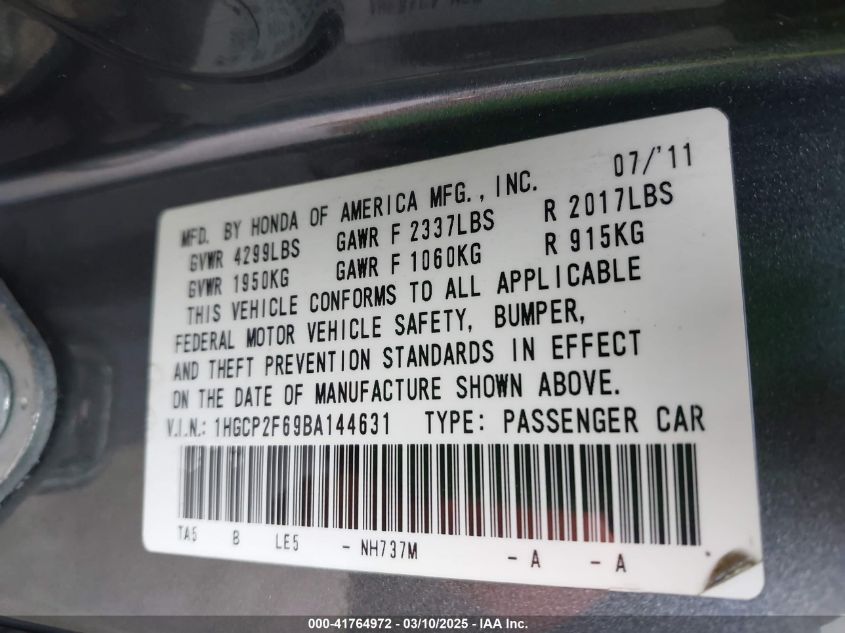 07/'11
MFD. BY HONDA OF AMERICA MFG., INC.
GVWR 4299LBS GAWR F 2337LBS R 2017LBS
GVWR 1950KG GAWR F 1060KG R 915KG
THIS VEHICLE CONFORMS TO ALL APPLICABLE
FEDERAL MOTOR VEHICLE SAFETY, BUMPER,
AND THEFT PREVENTION STANDARDS IN EFFECT
ON THE DATE OF MANUFACTURE SHOWN ABOVE.
V.I.N.: 1HGCP2F69BA144631 TYPE: PASSENGER CAR
TA5 B LE5 - NH737M - A - A
000-41764972 — 03/10/2025 — IAA Inc.